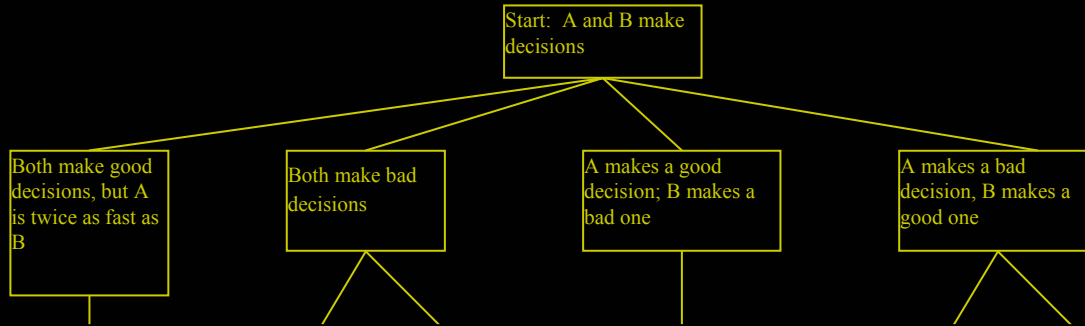 Start:  A and B make
decisions
Both make good
decisions, but A
is twice as fast as
B
Both make bad
decisions
A makes a good
decision; B makes a
bad one
A makes a bad
decision, B makes a
good one